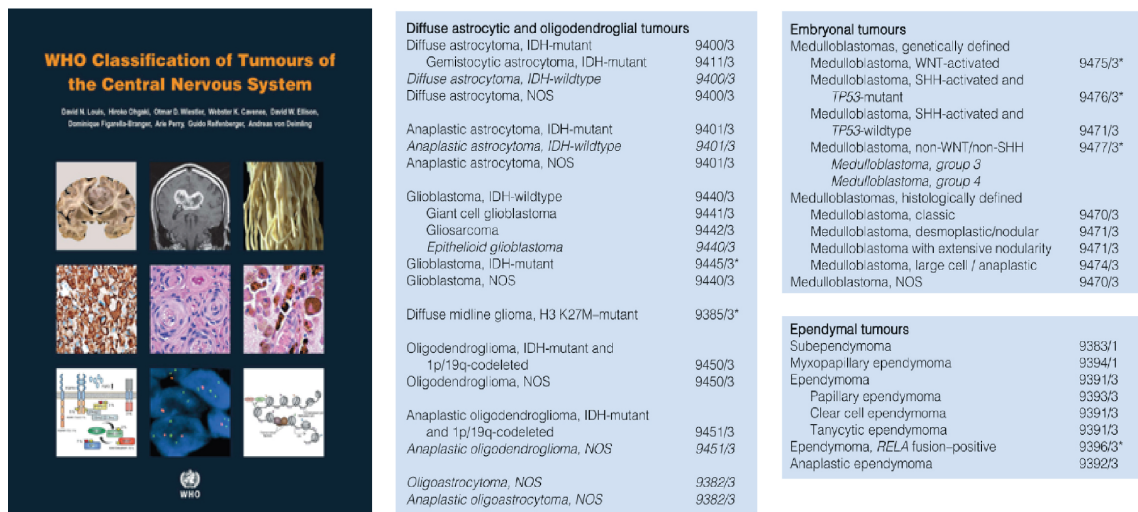 WHO Classification of Tumours of
the Central Nervous System
David N. Louis, Hiroko Ohgaki, Otmar D. Wiestler, Webster K. Cavenee, David W. Ellison,
Dominique Figarella-Branger, Arie Perry, Guido Reifenberger, Andreas von Deimling
WHO
Diffuse astrocytic and oligodendroglial tumours
Diffuse astrocytoma, IDH-mutant 9400/3
Gemistocytic astrocytoma, IDH-mutant 9411/3
Diffuse astrocytoma, IDH-wildtype 9400/3
Diffuse astrocytoma, NOS 9400/3
Anaplastic astrocytoma, IDH-mutant 9401/3
Anaplastic astrocytoma, IDH-wildtype 9401/3
Anaplastic astrocytoma, NOS 9401/3
Glioblastoma, IDH-wildtype 9440/3
Giant cell glioblastoma 9441/3
Gliosarcoma 9442/3
Epithelioid glioblastoma 9440/3
Glioblastoma, IDH-mutant 9445/3*
Glioblastoma, NOS 9440/3
Diffuse midline glioma, H3 K27M–mutant 9385/3*
Oligodendroglioma, IDH-mutant and
1p/19q-codeleted 9450/3
Oligodendroglioma, NOS 9450/3
Anaplastic oligodendroglioma, IDH-mutant
and 1p/19q-codeleted 9451/3
Anaplastic oligodendroglioma, NOS 9451/3
Oligoastrocytoma, NOS 9382/3
Anaplastic oligoastrocytoma, NOS 9382/3
Embryonal tumours
Medulloblastomas, genetically defined
Medulloblastoma, WNT-activated 9475/3*
Medulloblastoma, SHH-activated and
TP53-mutant 9476/3*
Medulloblastoma, SHH-activated and
TP53-wildtype 9471/3
Medulloblastoma, non-WNT/non-SHH 9477/3*
Medulloblastoma, group 3
Medulloblastoma, group 4
Medulloblastomas, histologically defined
Medulloblastoma, classic 9470/3
Medulloblastoma, desmoplastic/nodular 9471/3
Medulloblastoma with extensive nodularity 9471/3
Medulloblastoma, large cell / anaplastic 9474/3
Medulloblastoma, NOS 9470/3
Ependymal tumours
Subependymoma 9383/1
Myxopapillary ependymoma 9394/1
Ependymoma 9391/3
Papillary ependymoma 9393/3
Clear cell ependymoma 9391/3
Tanycytic ependymoma 9391/3
Ependymoma, RELA fusion–positive 9396/3*
Anaplastic ependymoma 9392/3